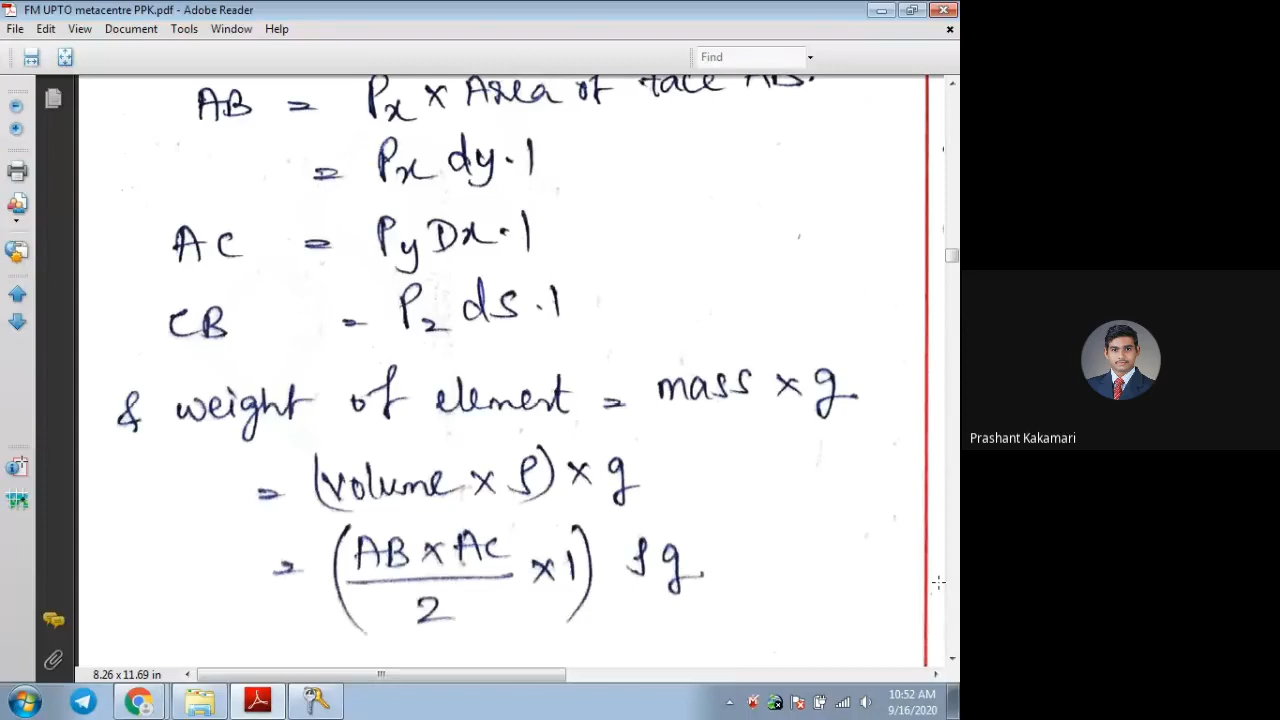 FM UPTO metacentre PPK.pdf - Adobe Reader
File Edit View Document Tools Window Help
Find
AB = Px × Area of face AB.
= Px dy.1
AC = Py Dx.1
CB = Pz ds.1
& weight of element = mass × g.
= (volume × ρ) × g
= (AB × AC / 2 × 1) ρ g.
8.26 x 11.69 in
Prashant Kakamari
10:52 AM
9/16/2020